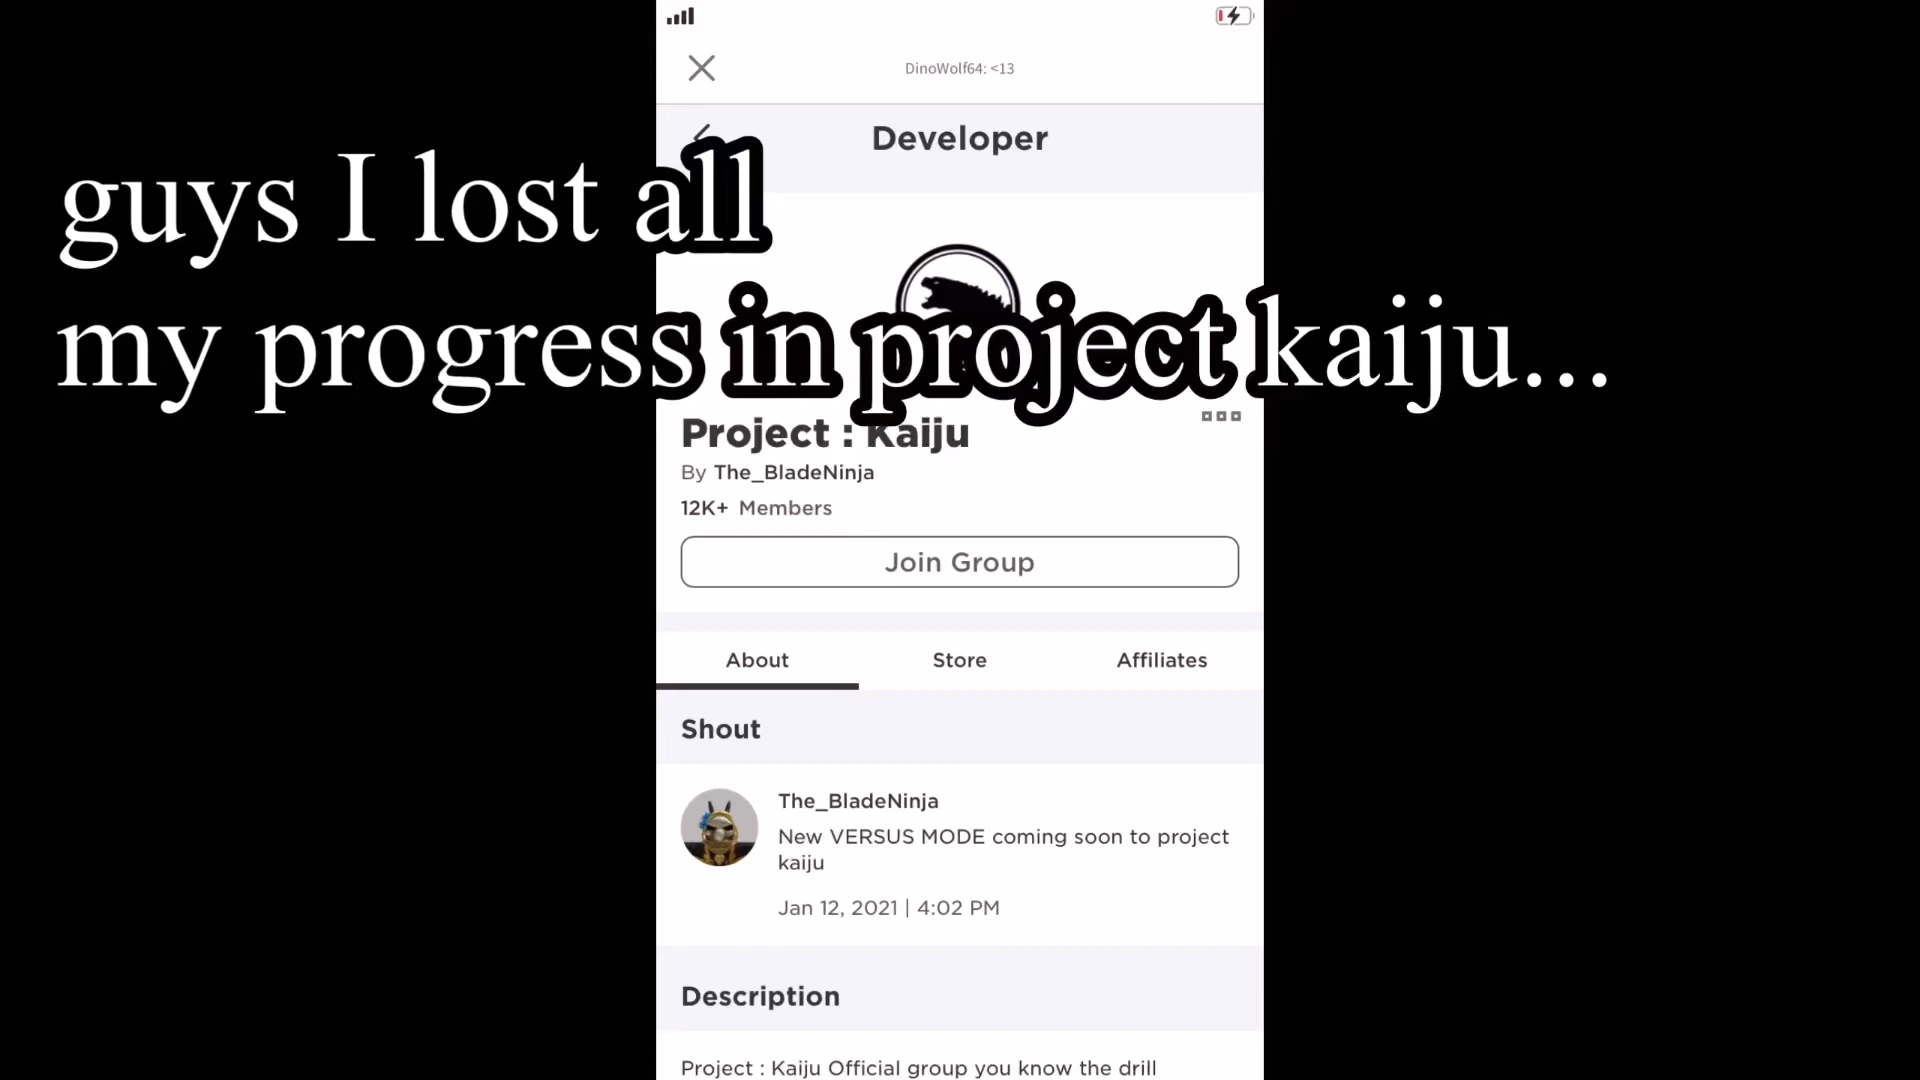 DinoWolf64: <13
Developer
guys I lost all
my progress in project kaiju...
Project : Kaiju
By The_BladeNinja
12K+ Members
Join Group
About Store Affiliates
Shout
The_BladeNinja
New VERSUS MODE coming soon to project
kaiju
Jan 12, 2021 | 4:02 PM
Description
Project : Kaiju Official group you know the drill